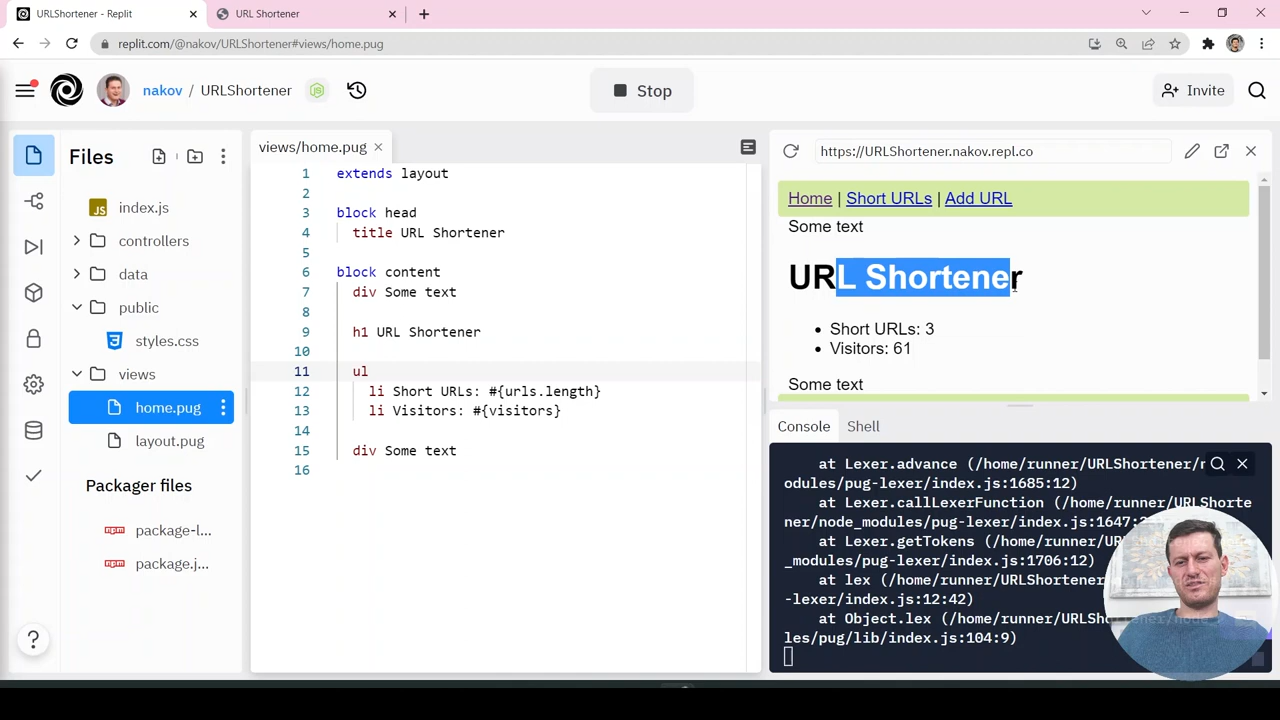 URLShortener - Replit
URL Shortener
replit.com/@nakov/URLShortener#views/home.pug
nakov / URLShortener
Stop
Invite
Files
index.js
controllers
data
public
styles.css
views
home.pug
layout.pug
Packager files
package-l...
package.j...
views/home.pug
1 extends layout
2
3 block head
4 title URL Shortener
5
6 block content
7 div Some text
8
9 h1 URL Shortener
10
11 ul
12 li Short URLs: #{urls.length}
13 li Visitors: #{visitors}
14
15 div Some text
16
https://URLShortener.nakov.repl.co
Home | Short URLs | Add URL
Some text
URL Shortener
Short URLs: 3
Visitors: 61
Some text
Console
Shell
at Lexer.advance (/home/runner/URLShortener/n
odules/pug-lexer/index.js:1685:12)
at Lexer.callLexerFunction (/home/runner/URLShorte
ner/node_modules/pug-lexer/index.js:1647:
at Lexer.getTokens (/home/runner/UR
_modules/pug-lexer/index.js:1706:12)
at lex (/home/runner/URLShortener
-lexer/index.js:12:42)
at Object.lex (/home/runner/URLShortener/node
les/pug/lib/index.js:104:9)